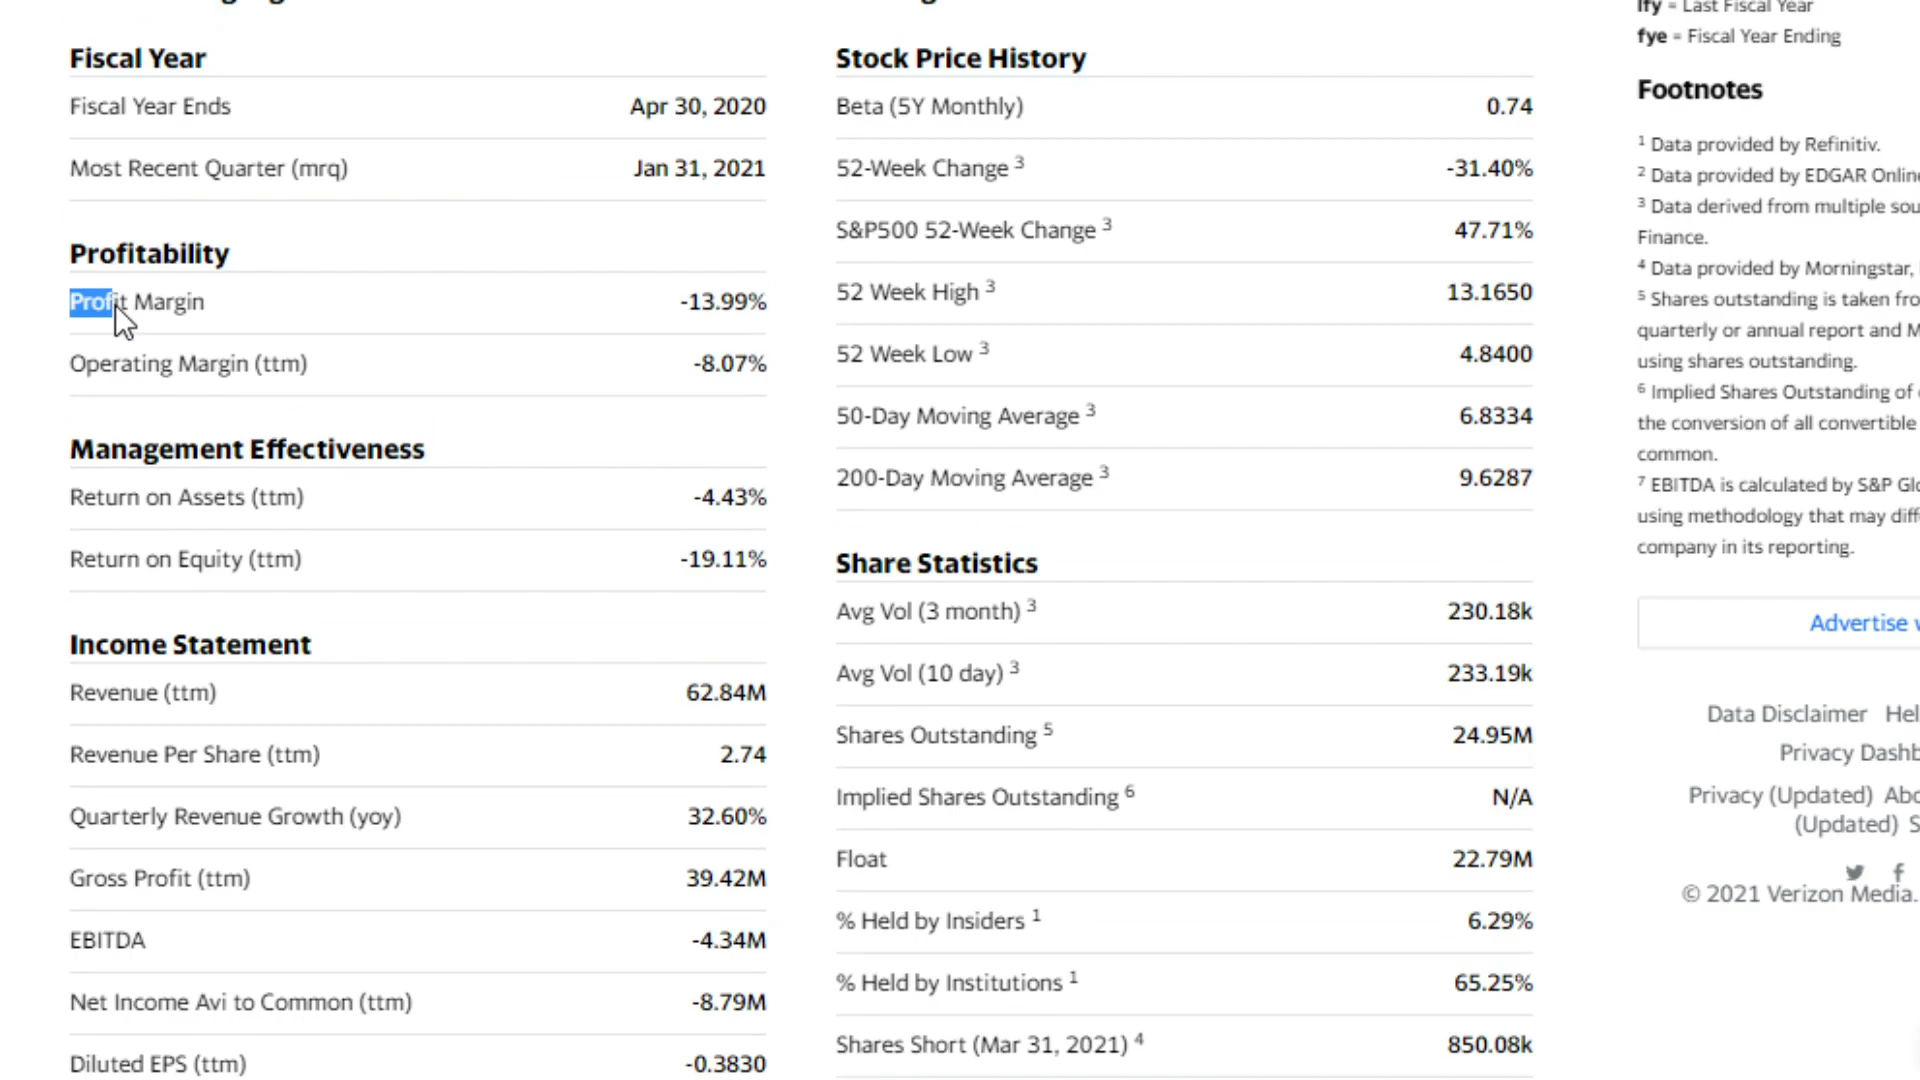 Fiscal Year
Fiscal Year Ends Apr 30, 2020
Most Recent Quarter (mrq) Jan 31, 2021
Profitability
Profit Margin -13.99%
Operating Margin (ttm) -8.07%
Management Effectiveness
Return on Assets (ttm) -4.43%
Return on Equity (ttm) -19.11%
Income Statement
Revenue (ttm) 62.84M
Revenue Per Share (ttm) 2.74
Quarterly Revenue Growth (yoy) 32.60%
Gross Profit (ttm) 39.42M
EBITDA -4.34M
Net Income Avi to Common (ttm) -8.79M
Diluted EPS (ttm) -0.3830
Stock Price History
Beta (5Y Monthly) 0.74
52-Week Change 3 -31.40%
S&P500 52-Week Change 3 47.71%
52 Week High 3 13.1650
52 Week Low 3 4.8400
50-Day Moving Average 3 6.8334
200-Day Moving Average 3 9.6287
Share Statistics
Avg Vol (3 month) 3 230.18k
Avg Vol (10 day) 3 233.19k
Shares Outstanding 5 24.95M
Implied Shares Outstanding 6 N/A
Float 22.79M
% Held by Insiders 1 6.29%
% Held by Institutions 1 65.25%
Shares Short (Mar 31, 2021) 4 850.08k
lfy = Last Fiscal Year
fye = Fiscal Year Ending
Footnotes
1 Data provided by Refinitiv.
2 Data provided by EDGAR Online
3 Data derived from multiple sou
Finance.
4 Data provided by Morningstar,
5 Shares outstanding is taken fro
quarterly or annual report and M
using shares outstanding.
6 Implied Shares Outstanding of
the conversion of all convertible
common.
7 EBITDA is calculated by S&P Glo
using methodology that may diff
company in its reporting.
Advertise
Data Disclaimer Hel
Privacy Dashb
Privacy (Updated) Abo
(Updated) S
© 2021 Verizon Media.